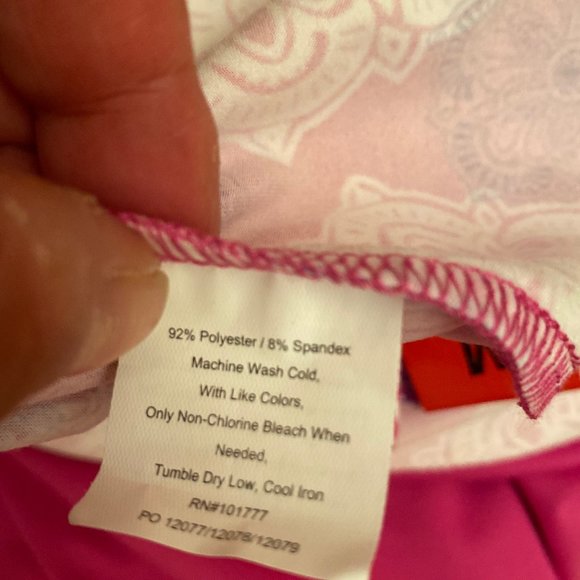 92% Polyester / 8% Spandex
Machine Wash Cold,
With Like Colors,
Only Non-Chlorine Bleach When
Needed,
Tumble Dry Low, Cool Iron
RN#101777
PO 12077/12078/12079